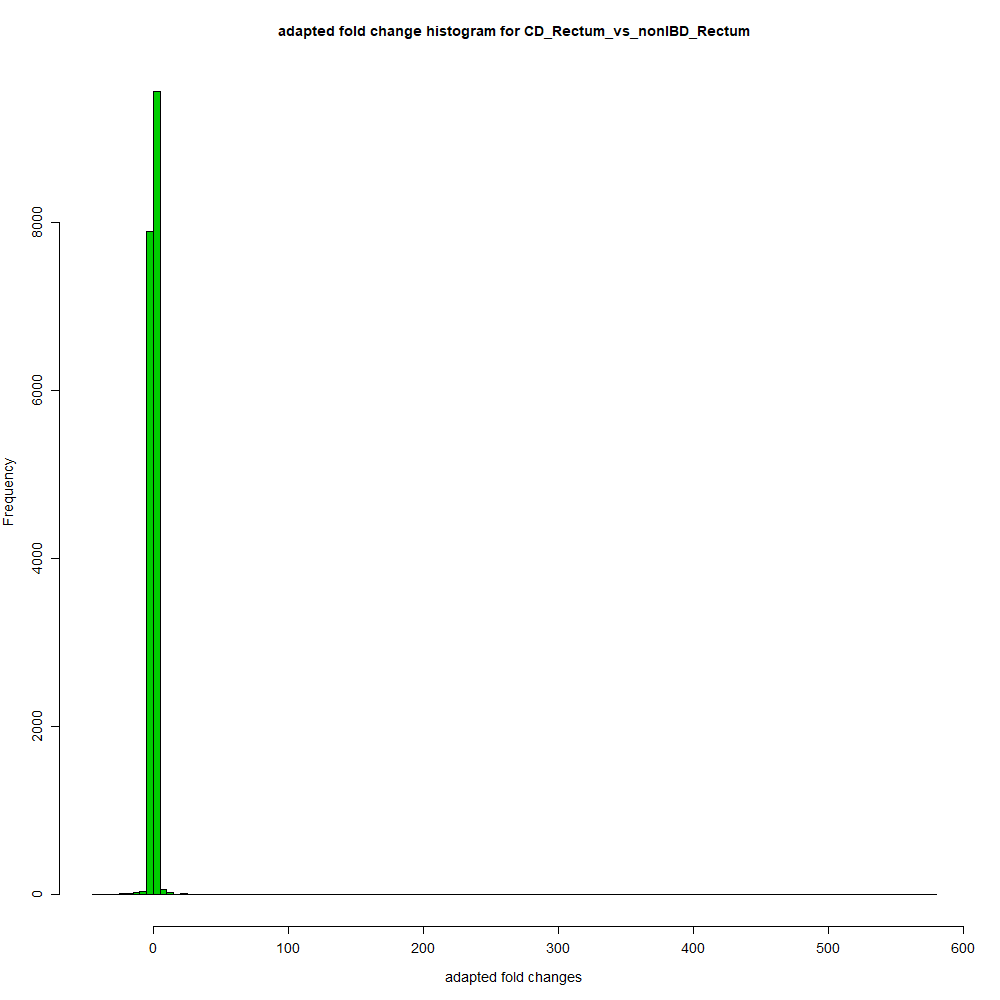 adapted fold change histogram for CD_Rectum_vs_nonIBD_Rectum
Frequency
8000
6000
4000
2000
0
0 100 200 300 400 500 600
adapted fold changes